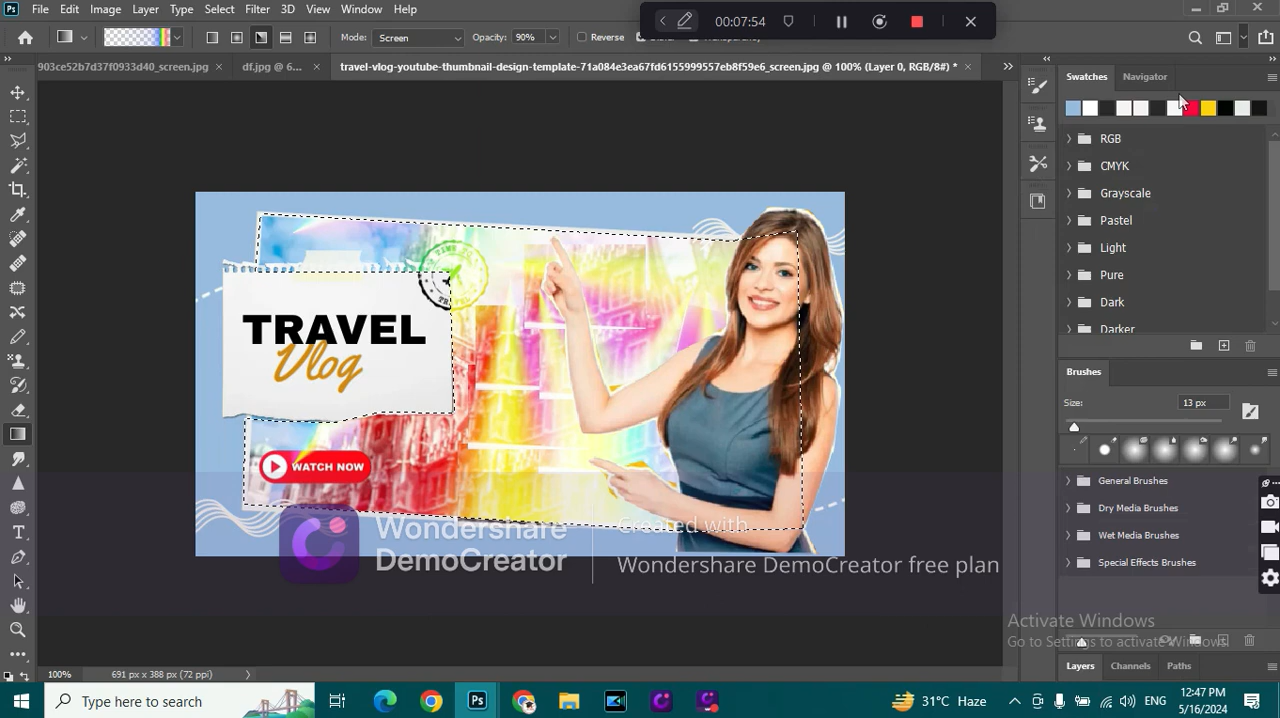 File Edit Image Layer Type Select Filter 3D View Window Help
00:07:54
Mode: Screen Opacity: 90% Reverse
903ce52b7d37f0933d40_screen.jpg × df.jpg @ 6... × travel-vlog-youtube-thumbnail-design-template-71a084e3ea67fd6155999557eb8f59e6_screen.jpg @ 100% (Layer 0, RGB/8#) * ×
Swatches Navigator
RGB
CMYK
Grayscale
Pastel
Light
Pure
Dark
Darker
TRAVEL
Vlog
WATCH NOW
Brushes
Size: 13 px
General Brushes
Dry Media Brushes
Wet Media Brushes
Special Effects Brushes
Wondershare
DemoCreator
Created with
Wondershare DemoCreator free plan
Activate Windows
Go to Settings to activate Windows.
Layers Channels Paths
100% 691 px x 388 px (72 ppi)
Ps Type here to search Ps 31°C Haze ENG 12:47 PM
5/16/2024